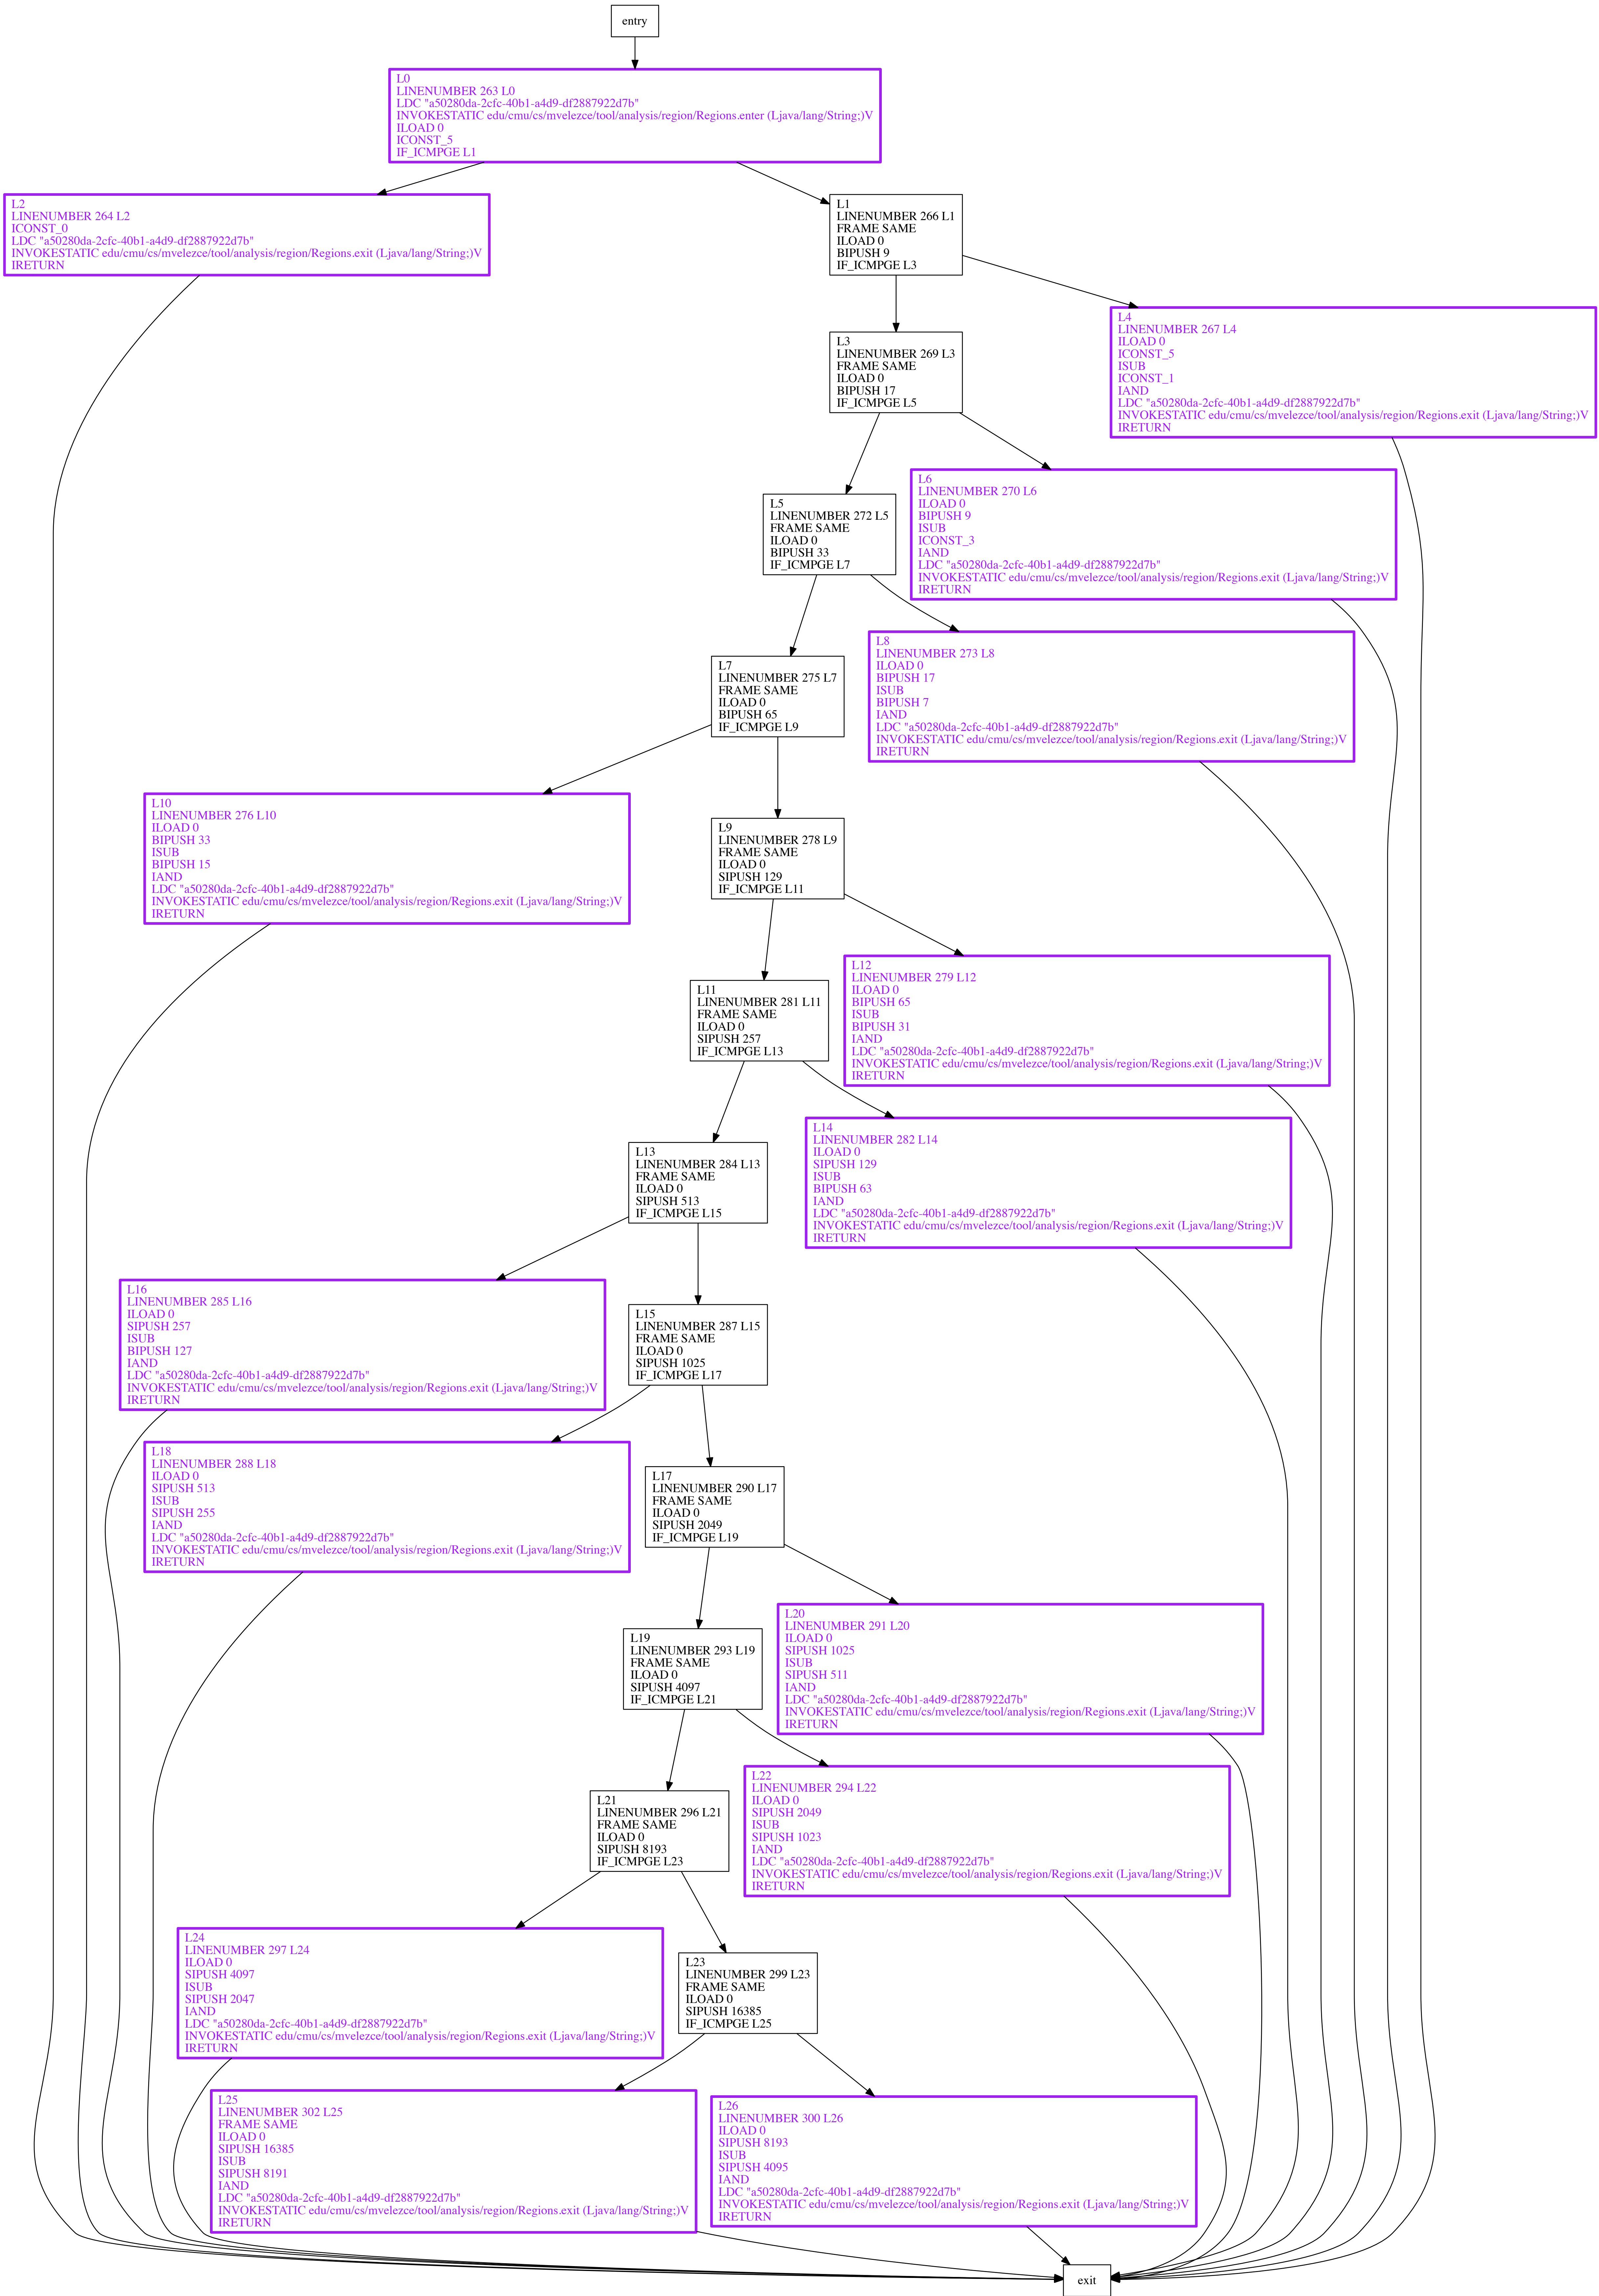 entry
L0
LINENUMBER 263 L0
LDC "a50280da-2cfc-40b1-a4d9-df2887922d7b"
INVOKESTATIC edu/cmu/cs/mvelezce/tool/analysis/region/Regions.enter (Ljava/lang/String;)V
ILOAD 0
ICONST_5
IF_ICMPGE L1
L2
LINENUMBER 264 L2
ICONST_0
LDC "a50280da-2cfc-40b1-a4d9-df2887922d7b"
INVOKESTATIC edu/cmu/cs/mvelezce/tool/analysis/region/Regions.exit (Ljava/lang/String;)V
IRETURN
L1
LINENUMBER 266 L1
FRAME SAME
ILOAD 0
BIPUSH 9
IF_ICMPGE L3
L4
LINENUMBER 267 L4
ILOAD 0
ICONST_5
ISUB
ICONST_1
IAND
LDC "a50280da-2cfc-40b1-a4d9-df2887922d7b"
INVOKESTATIC edu/cmu/cs/mvelezce/tool/analysis/region/Regions.exit (Ljava/lang/String;)V
IRETURN
L3
LINENUMBER 269 L3
FRAME SAME
ILOAD 0
BIPUSH 17
IF_ICMPGE L5
L6
LINENUMBER 270 L6
ILOAD 0
BIPUSH 9
ISUB
ICONST_3
IAND
LDC "a50280da-2cfc-40b1-a4d9-df2887922d7b"
INVOKESTATIC edu/cmu/cs/mvelezce/tool/analysis/region/Regions.exit (Ljava/lang/String;)V
IRETURN
L5
LINENUMBER 272 L5
FRAME SAME
ILOAD 0
BIPUSH 33
IF_ICMPGE L7
L8
LINENUMBER 273 L8
ILOAD 0
BIPUSH 17
ISUB
BIPUSH 7
IAND
LDC "a50280da-2cfc-40b1-a4d9-df2887922d7b"
INVOKESTATIC edu/cmu/cs/mvelezce/tool/analysis/region/Regions.exit (Ljava/lang/String;)V
IRETURN
L7
LINENUMBER 275 L7
FRAME SAME
ILOAD 0
BIPUSH 65
IF_ICMPGE L9
L10
LINENUMBER 276 L10
ILOAD 0
BIPUSH 33
ISUB
BIPUSH 15
IAND
LDC "a50280da-2cfc-40b1-a4d9-df2887922d7b"
INVOKESTATIC edu/cmu/cs/mvelezce/tool/analysis/region/Regions.exit (Ljava/lang/String;)V
IRETURN
L9
LINENUMBER 278 L9
FRAME SAME
ILOAD 0
SIPUSH 129
IF_ICMPGE L11
L12
LINENUMBER 279 L12
ILOAD 0
BIPUSH 65
ISUB
BIPUSH 31
IAND
LDC "a50280da-2cfc-40b1-a4d9-df2887922d7b"
INVOKESTATIC edu/cmu/cs/mvelezce/tool/analysis/region/Regions.exit (Ljava/lang/String;)V
IRETURN
L11
LINENUMBER 281 L11
FRAME SAME
ILOAD 0
SIPUSH 257
IF_ICMPGE L13
L14
LINENUMBER 282 L14
ILOAD 0
SIPUSH 129
ISUB
BIPUSH 63
IAND
LDC "a50280da-2cfc-40b1-a4d9-df2887922d7b"
INVOKESTATIC edu/cmu/cs/mvelezce/tool/analysis/region/Regions.exit (Ljava/lang/String;)V
IRETURN
L13
LINENUMBER 284 L13
FRAME SAME
ILOAD 0
SIPUSH 513
IF_ICMPGE L15
L16
LINENUMBER 285 L16
ILOAD 0
SIPUSH 257
ISUB
BIPUSH 127
IAND
LDC "a50280da-2cfc-40b1-a4d9-df2887922d7b"
INVOKESTATIC edu/cmu/cs/mvelezce/tool/analysis/region/Regions.exit (Ljava/lang/String;)V
IRETURN
L15
LINENUMBER 287 L15
FRAME SAME
ILOAD 0
SIPUSH 1025
IF_ICMPGE L17
L18
LINENUMBER 288 L18
ILOAD 0
SIPUSH 513
ISUB
SIPUSH 255
IAND
LDC "a50280da-2cfc-40b1-a4d9-df2887922d7b"
INVOKESTATIC edu/cmu/cs/mvelezce/tool/analysis/region/Regions.exit (Ljava/lang/String;)V
IRETURN
L17
LINENUMBER 290 L17
FRAME SAME
ILOAD 0
SIPUSH 2049
IF_ICMPGE L19
L20
LINENUMBER 291 L20
ILOAD 0
SIPUSH 1025
ISUB
SIPUSH 511
IAND
LDC "a50280da-2cfc-40b1-a4d9-df2887922d7b"
INVOKESTATIC edu/cmu/cs/mvelezce/tool/analysis/region/Regions.exit (Ljava/lang/String;)V
IRETURN
L19
LINENUMBER 293 L19
FRAME SAME
ILOAD 0
SIPUSH 4097
IF_ICMPGE L21
L22
LINENUMBER 294 L22
ILOAD 0
SIPUSH 2049
ISUB
SIPUSH 1023
IAND
LDC "a50280da-2cfc-40b1-a4d9-df2887922d7b"
INVOKESTATIC edu/cmu/cs/mvelezce/tool/analysis/region/Regions.exit (Ljava/lang/String;)V
IRETURN
L21
LINENUMBER 296 L21
FRAME SAME
ILOAD 0
SIPUSH 8193
IF_ICMPGE L23
L24
LINENUMBER 297 L24
ILOAD 0
SIPUSH 4097
ISUB
SIPUSH 2047
IAND
LDC "a50280da-2cfc-40b1-a4d9-df2887922d7b"
INVOKESTATIC edu/cmu/cs/mvelezce/tool/analysis/region/Regions.exit (Ljava/lang/String;)V
IRETURN
L23
LINENUMBER 299 L23
FRAME SAME
ILOAD 0
SIPUSH 16385
IF_ICMPGE L25
L25
LINENUMBER 302 L25
FRAME SAME
ILOAD 0
SIPUSH 16385
ISUB
SIPUSH 8191
IAND
LDC "a50280da-2cfc-40b1-a4d9-df2887922d7b"
INVOKESTATIC edu/cmu/cs/mvelezce/tool/analysis/region/Regions.exit (Ljava/lang/String;)V
IRETURN
L26
LINENUMBER 300 L26
ILOAD 0
SIPUSH 8193
ISUB
SIPUSH 4095
IAND
LDC "a50280da-2cfc-40b1-a4d9-df2887922d7b"
INVOKESTATIC edu/cmu/cs/mvelezce/tool/analysis/region/Regions.exit (Ljava/lang/String;)V
IRETURN
exit